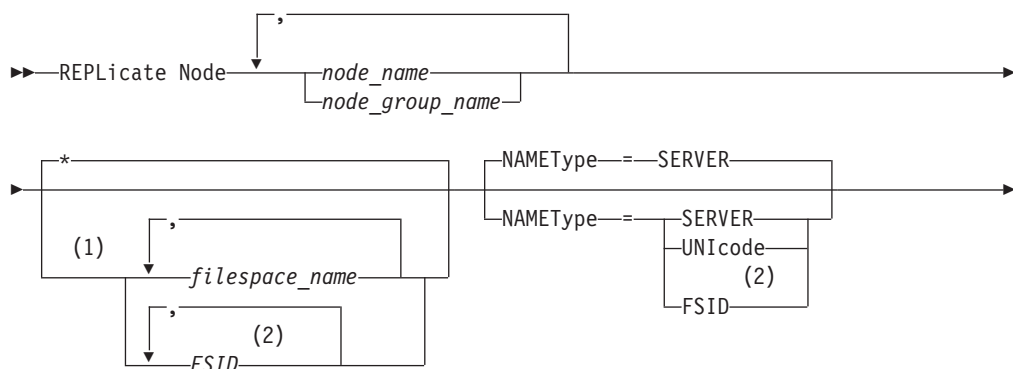 ,
REPLicate Node node_name
node_group_name
* NAMEType = SERVER
(1) , NAMEType = SERVER
filespace_name UNIcode
, (2) (2)
FSID FSID